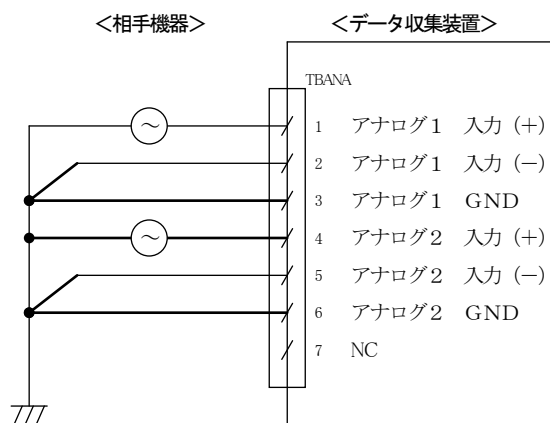 ＜相手機器＞ ＜データ収集装置＞
TBANA
1 アナログ1 入力（＋）
2 アナログ1 入力（－）
3 アナログ1 GND
4 アナログ2 入力（＋）
5 アナログ2 入力（－）
6 アナログ2 GND
7 NC